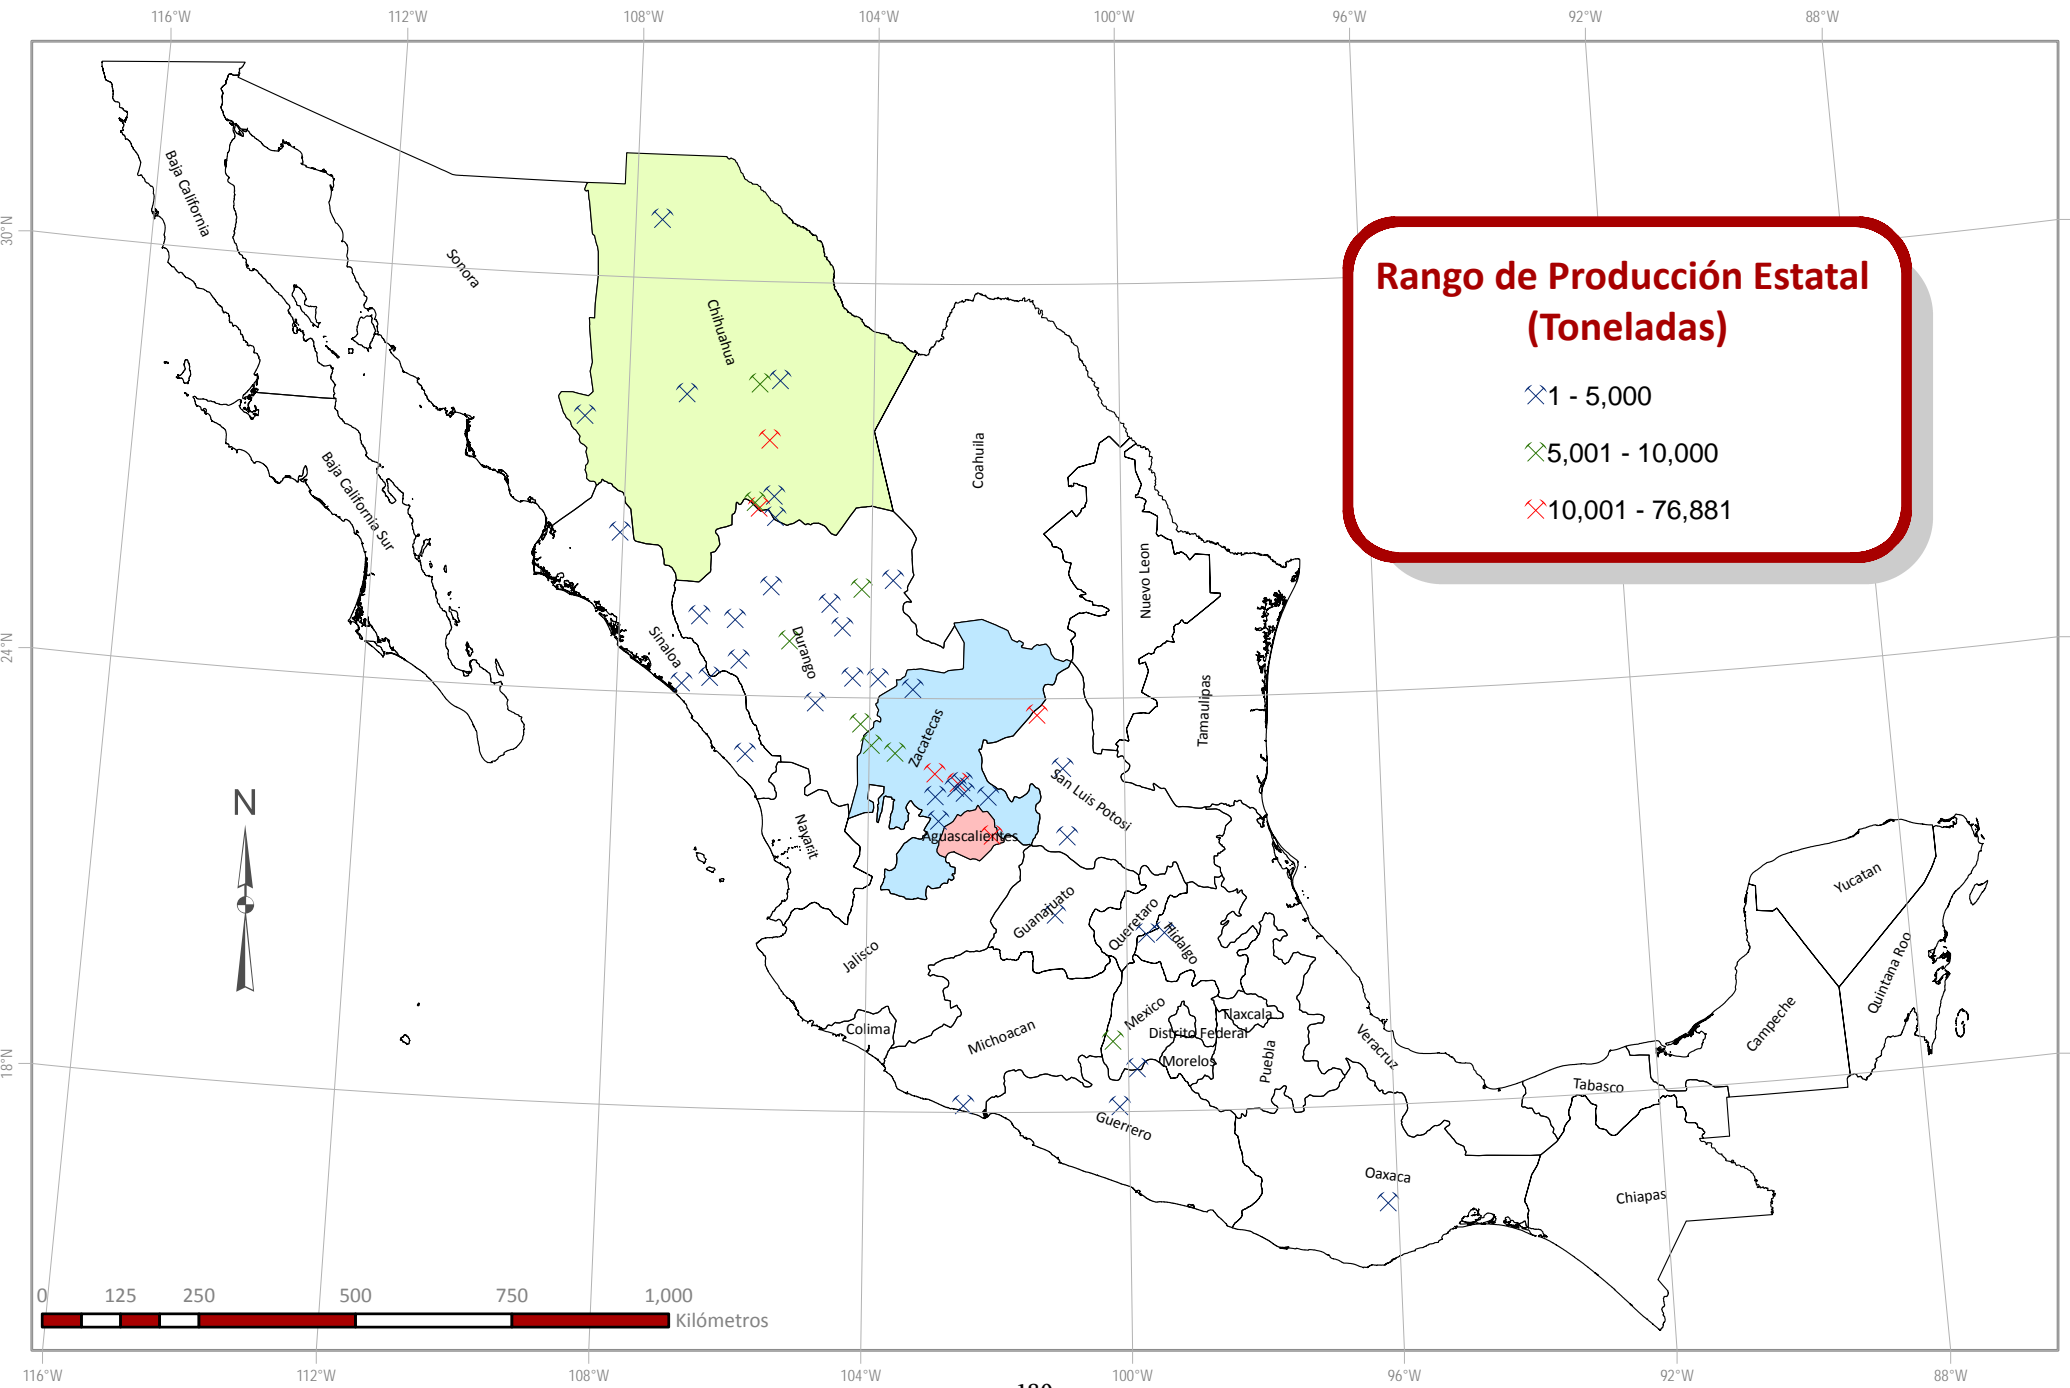 116°W 112°W 108°W 104°W 100°W 96°W 92°W 88°W
30°N
24°N
18°N
Baja California
Sonora
Chihuahua
Rango de Producción Estatal
(Toneladas)
1 - 5,000
5,001 - 10,000
10,001 - 76,881
Baja California Sur
Coahuila
Nuevo Leon
Sinaloa
Durango
Tamaulipas
Zacatecas
San Luis Potosi
N
Nayarit
Aguascalientes
Guanajuato
Queretaro
Hidalgo
Jalisco
Yucatan
Quintana Roo
Campeche
Colima
Michoacan
Mexico
Tlaxcala
Distrito Federal
Morelos
Puebla
Veracruz
Tabasco
Guerrero
Oaxaca
Chiapas
0 125 250 500 750 1,000
Kilómetros
116°W 112°W 108°W 104°W 100°W 96°W 92°W 88°W